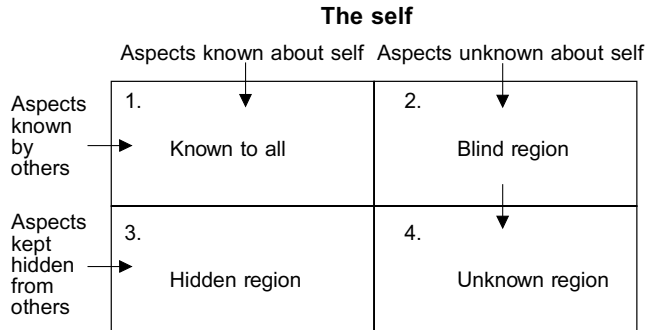 The self
Aspects known about self Aspects unknown about self
Aspects
known
by
others
1.
Known to all
2.
Blind region
Aspects
kept
hidden
from
others
3.
Hidden region
4.
Unknown region